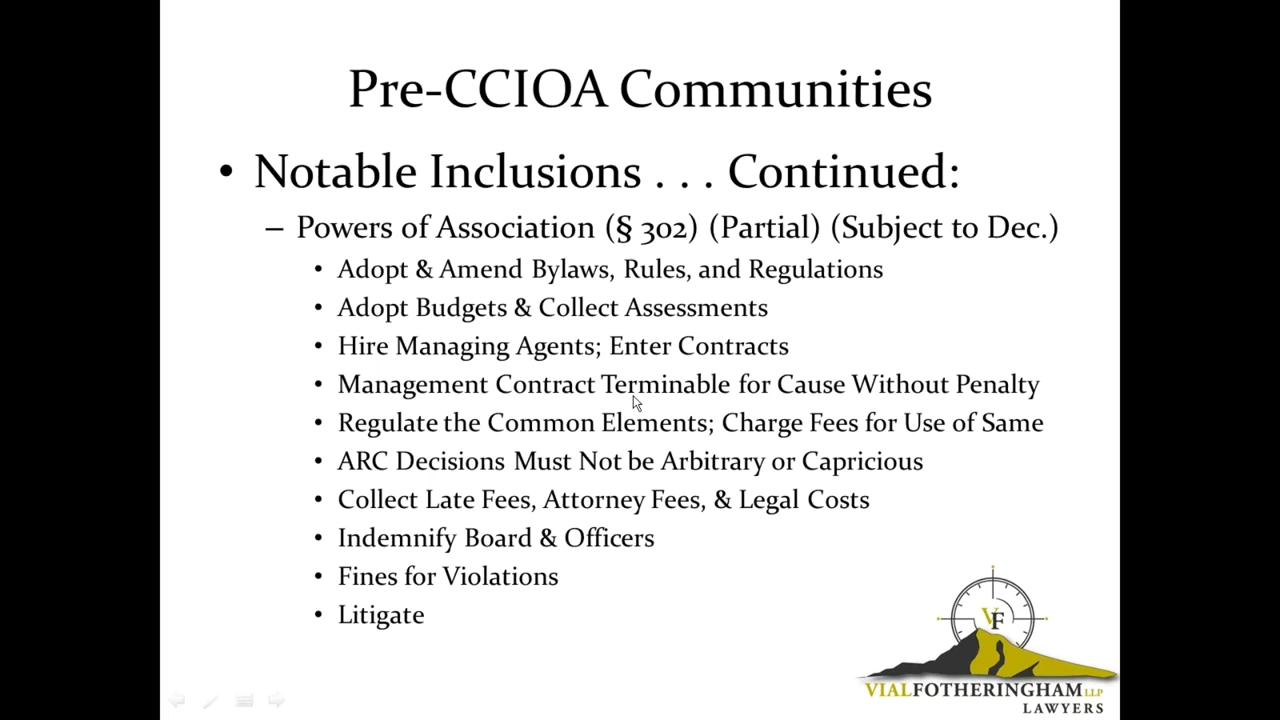 Pre-CCIOA Communities
• Notable Inclusions . . . Continued:
– Powers of Association (§ 302) (Partial) (Subject to Dec.)
• Adopt & Amend Bylaws, Rules, and Regulations
• Adopt Budgets & Collect Assessments
• Hire Managing Agents; Enter Contracts
• Management Contract Terminable for Cause Without Penalty
• Regulate the Common Elements; Charge Fees for Use of Same
• ARC Decisions Must Not be Arbitrary or Capricious
• Collect Late Fees, Attorney Fees, & Legal Costs
• Indemnify Board & Officers
• Fines for Violations
• Litigate
VF
VIALFOTHERINGHAM LLP
LAWYERS